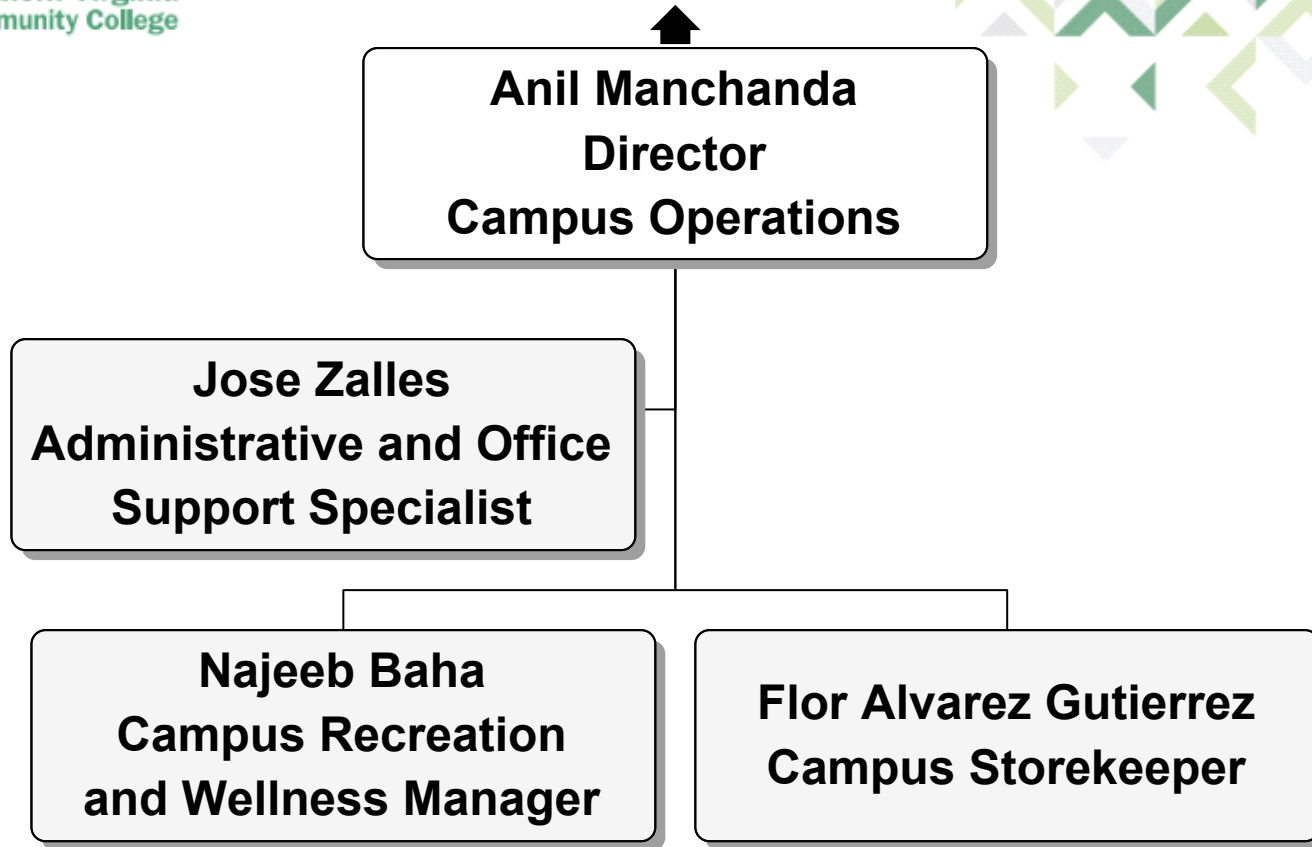 munity College
Anil Manchanda
Director
Campus Operations
Jose Zalles
Administrative and Office
Support Specialist
Najeeb Baha
Campus Recreation
and Wellness Manager
Flor Alvarez Gutierrez
Campus Storekeeper